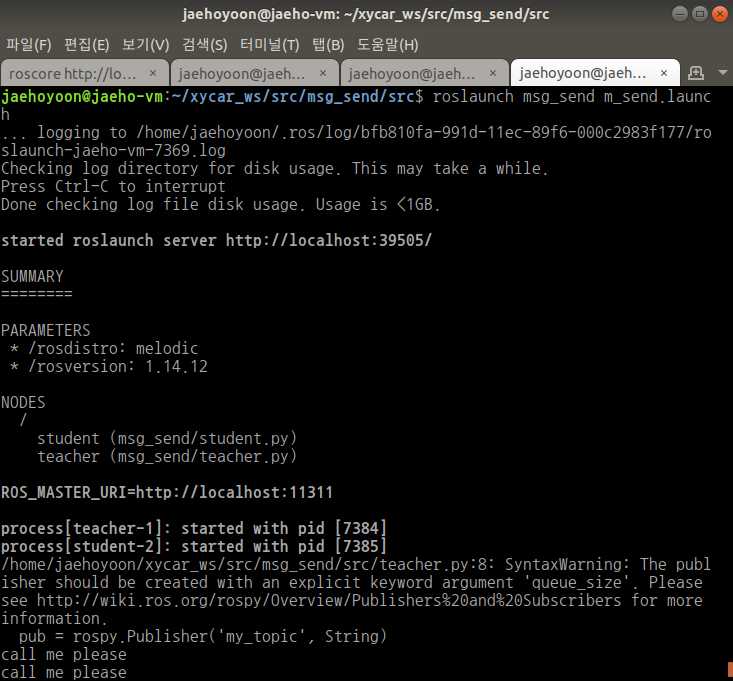 jaehoyoon@jaeho-vm: ~/xycar_ws/src/msg_send/src
파일(F) 편집(E) 보기(V) 검색(S) 터미널(T) 탭(B) 도움말(H)
roscore http://lo... × jaehoyoon@jaeh... × jaehoyoon@jaeh... × jaehoyoon@jaeh... ×
jaehoyoon@jaeho-vm:~/xycar_ws/src/msg_send/src$ roslaunch msg_send m_send.launc
h
... logging to /home/jaehoyoon/.ros/log/bfb810fa-991d-11ec-89f6-000c2983f177/ro
slaunch-jaeho-vm-7369.log
Checking log directory for disk usage. This may take a while.
Press Ctrl-C to interrupt
Done checking log file disk usage. Usage is <1GB.
started roslaunch server http://localhost:39505/
SUMMARY
========
PARAMETERS
* /rosdistro: melodic
* /rosversion: 1.14.12
NODES
/
student (msg_send/student.py)
teacher (msg_send/teacher.py)
ROS_MASTER_URI=http://localhost:11311
process[teacher-1]: started with pid [7384]
process[student-2]: started with pid [7385]
/home/jaehoyoon/xycar_ws/src/msg_send/src/teacher.py:8: SyntaxWarning: The publ
isher should be created with an explicit keyword argument 'queue_size'. Please
see http://wiki.ros.org/rospy/Overview/Publishers%20and%20Subscribers for more
information.
pub = rospy.Publisher('my_topic', String)
call me please
call me please